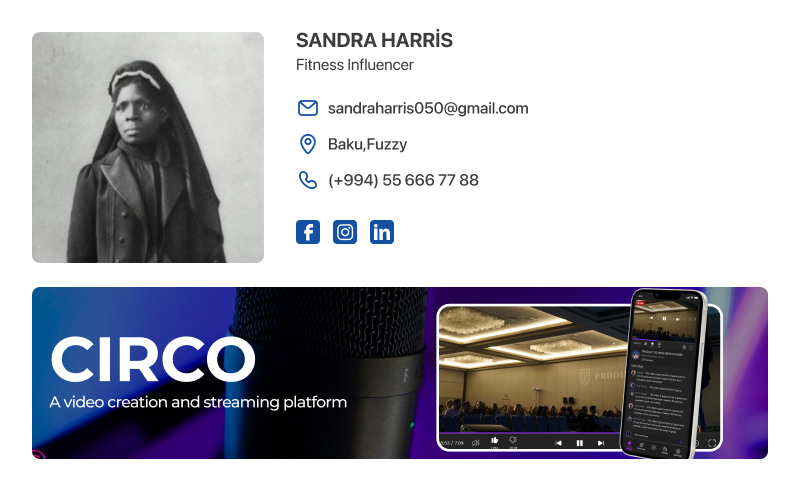 SANDRA HARRİS
Fitness Influencer
sandraharris050@gmail.com
Baku,Fuzzy
(+994) 55 666 77 88
CIRCO
A video creation and streaming platform